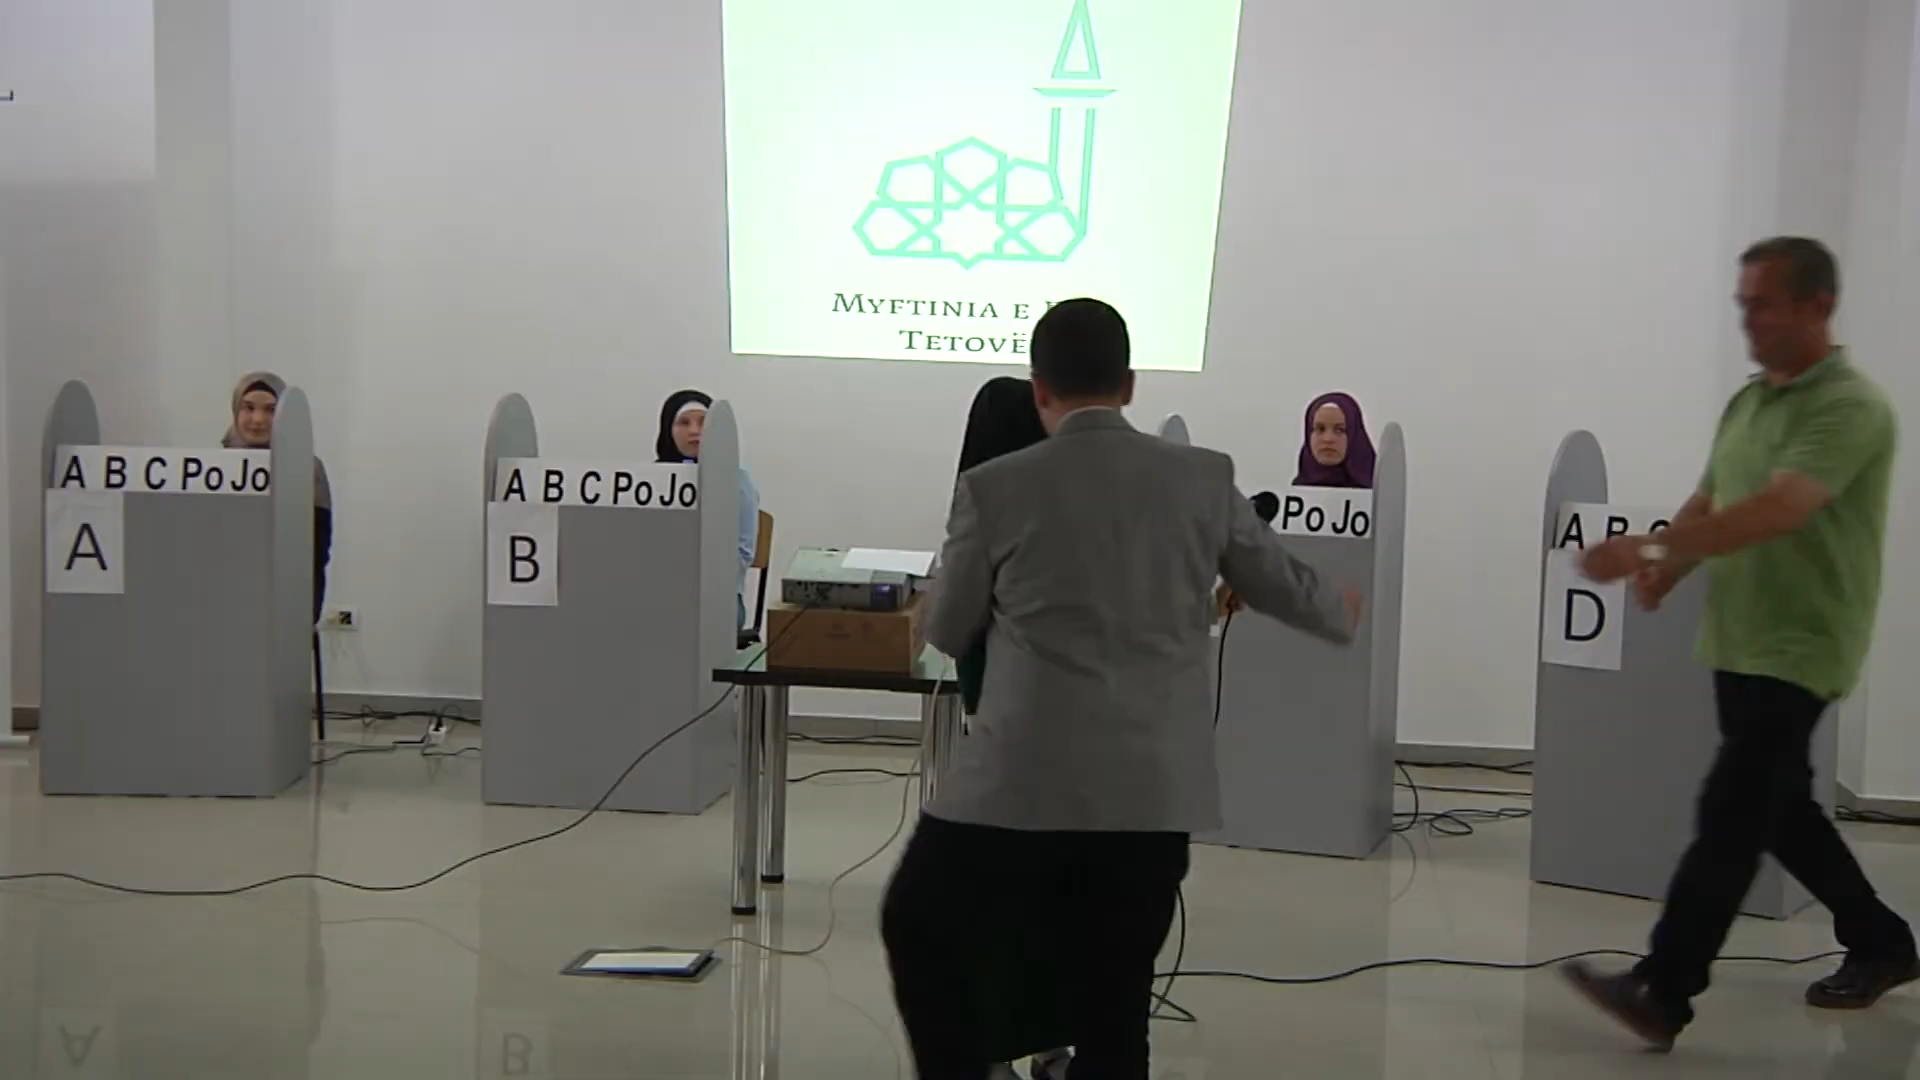 MYFTINIA E
TETOVË
A B C Po Jo
A
A B C Po Jo
B
Po Jo
A B C
D